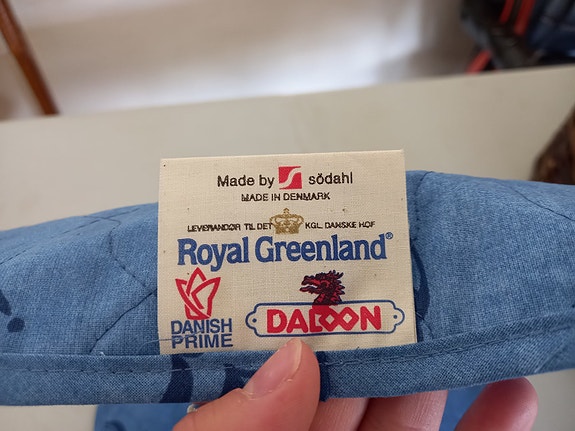 Made by södahl
MADE IN DENMARK
LEVERANDØR TIL DET KGL. DANSKE HOF
Royal Greenland®
DANISH
PRIME
DALOON